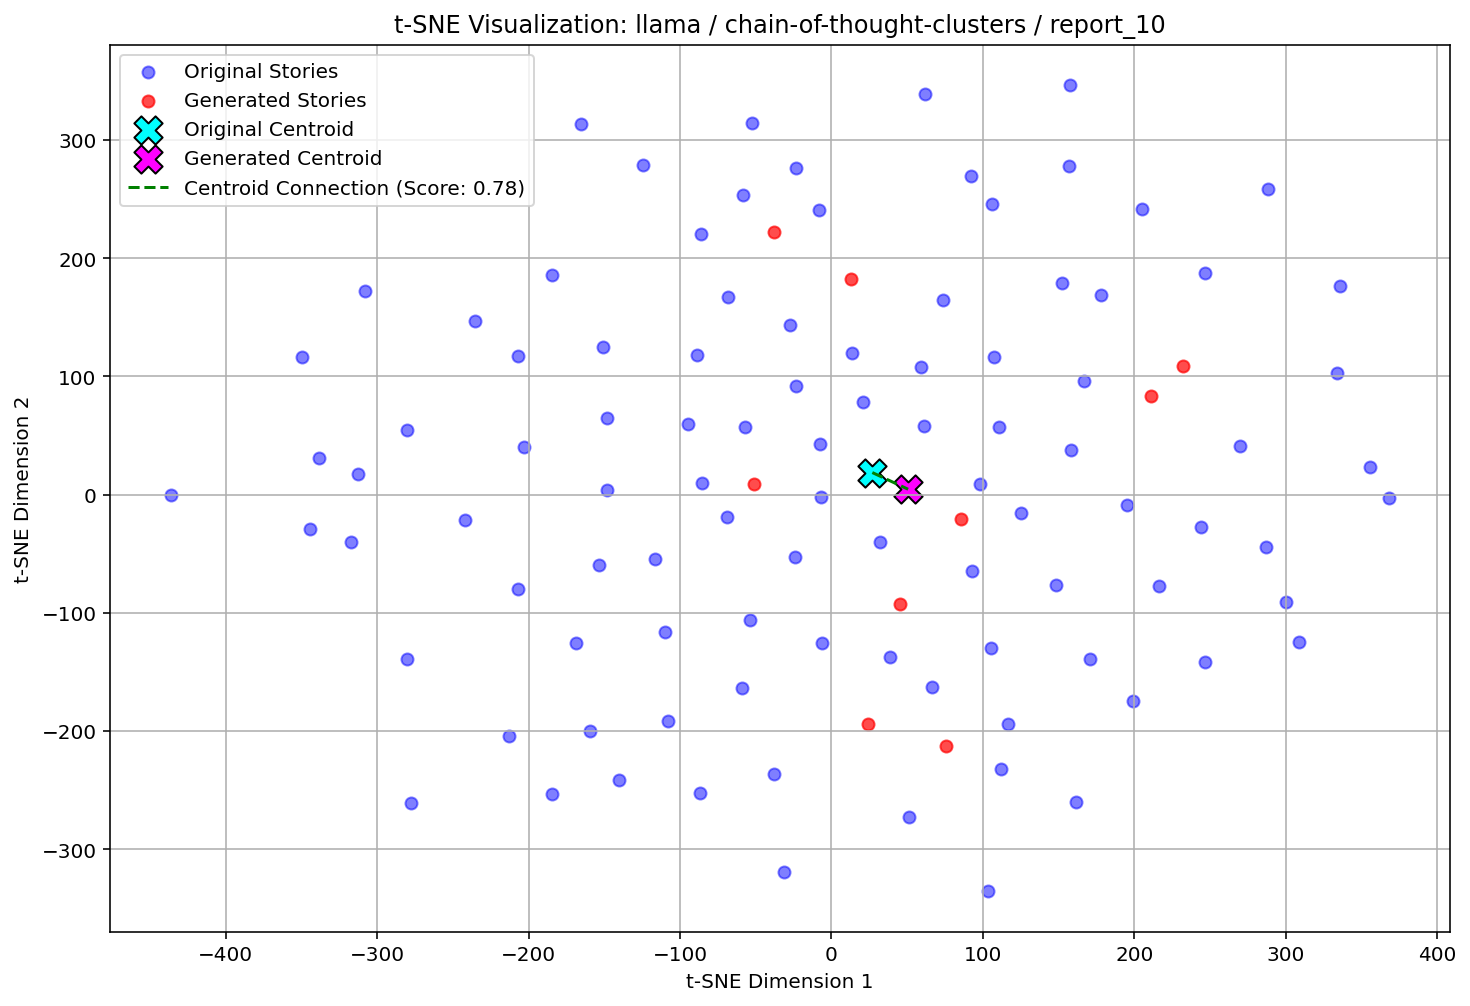 t-SNE Visualization: llama / chain-of-thought-clusters / report_10
Original Stories
Generated Stories
Original Centroid
Generated Centroid
Centroid Connection (Score: 0.78)
t-SNE Dimension 2
300
200
100
0
−100
−200
−300
−400
−300
−200
−100
0
100
200
300
400
t-SNE Dimension 1